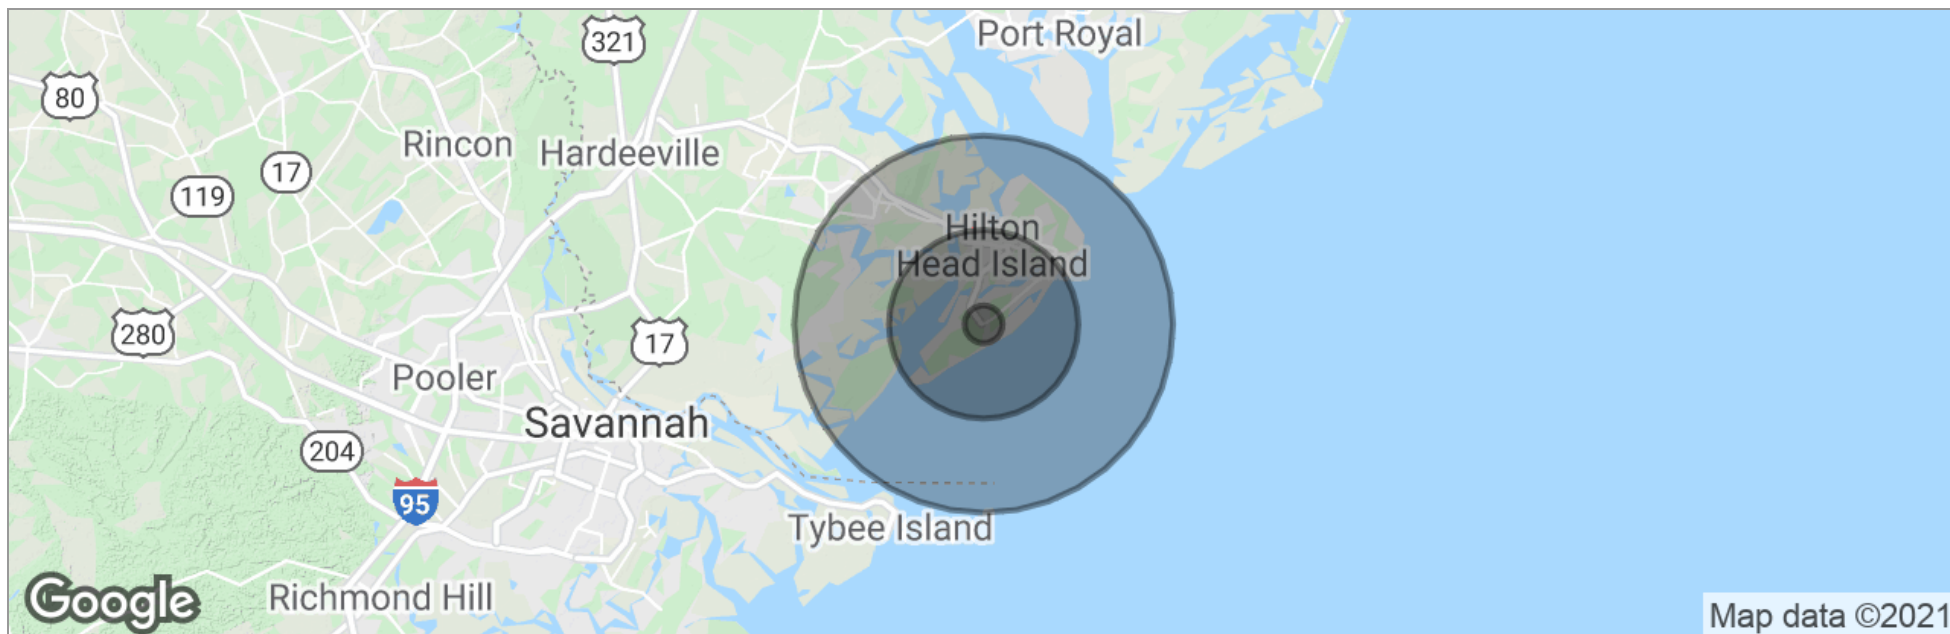 Port Royal
321
80
Rincon
Hardeeville
17
119
Hilton
Head Island
280
17
Pooler
Savannah
204
95
Tybee Island
Richmond Hill
Google
Map data ©2021